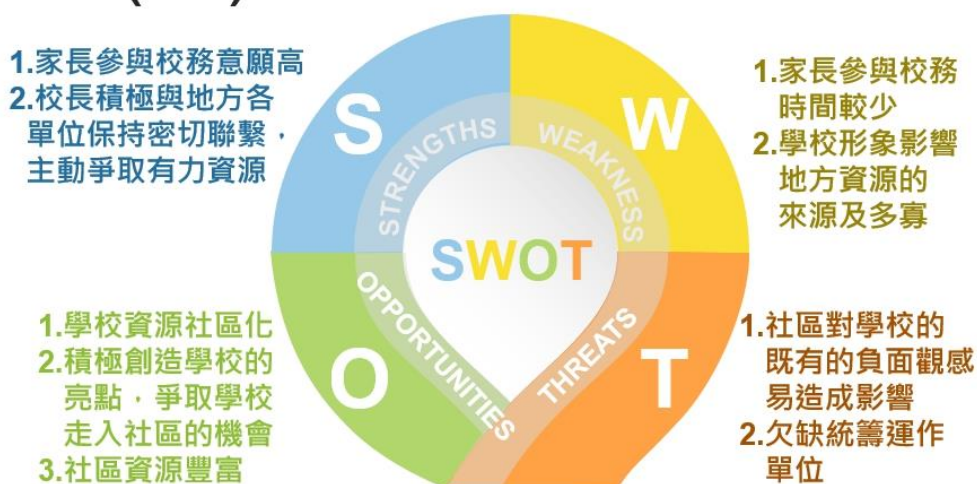 1.家長參與校務意願高
2.校長積極與地方各
單位保持密切聯繫，
主動爭取有力資源
S
STRENGTHS
W
WEAKNESS
1.家長參與校務
時間較少
2.學校形象影響
地方資源的
來源及多寡
SWOT
1.學校資源社區化
2.積極創造學校的
亮點，爭取學校
走入社區的機會
3.社區資源豐富
O
OPPORTUNITIES
T
THREATS
1.社區對學校的
既有的負面觀感
易造成影響
2.欠缺統籌運作
單位